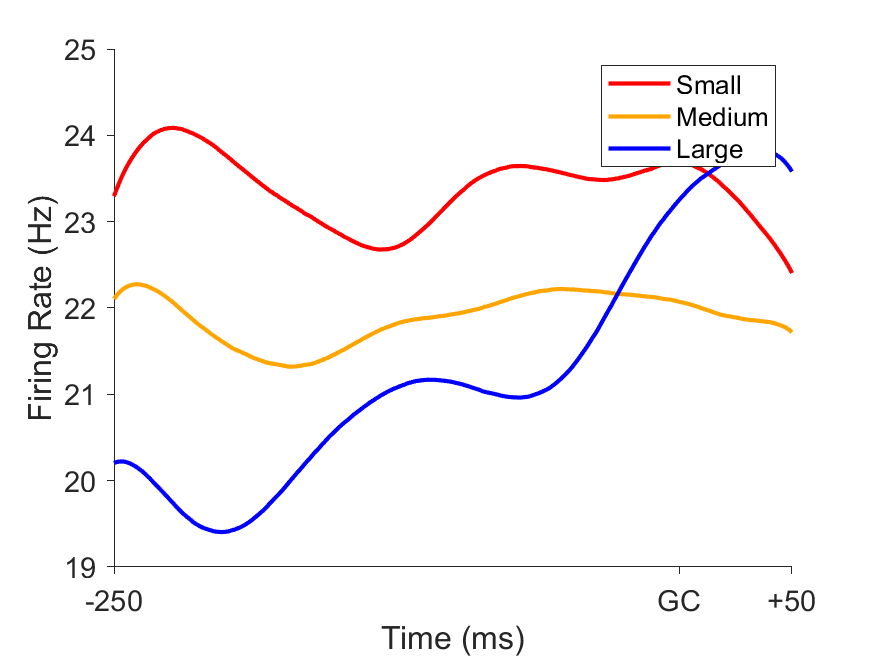 25
24
23
22
21
20
19
Firing Rate (Hz)
Small
Medium
Large
-250
GC
+50
Time (ms)